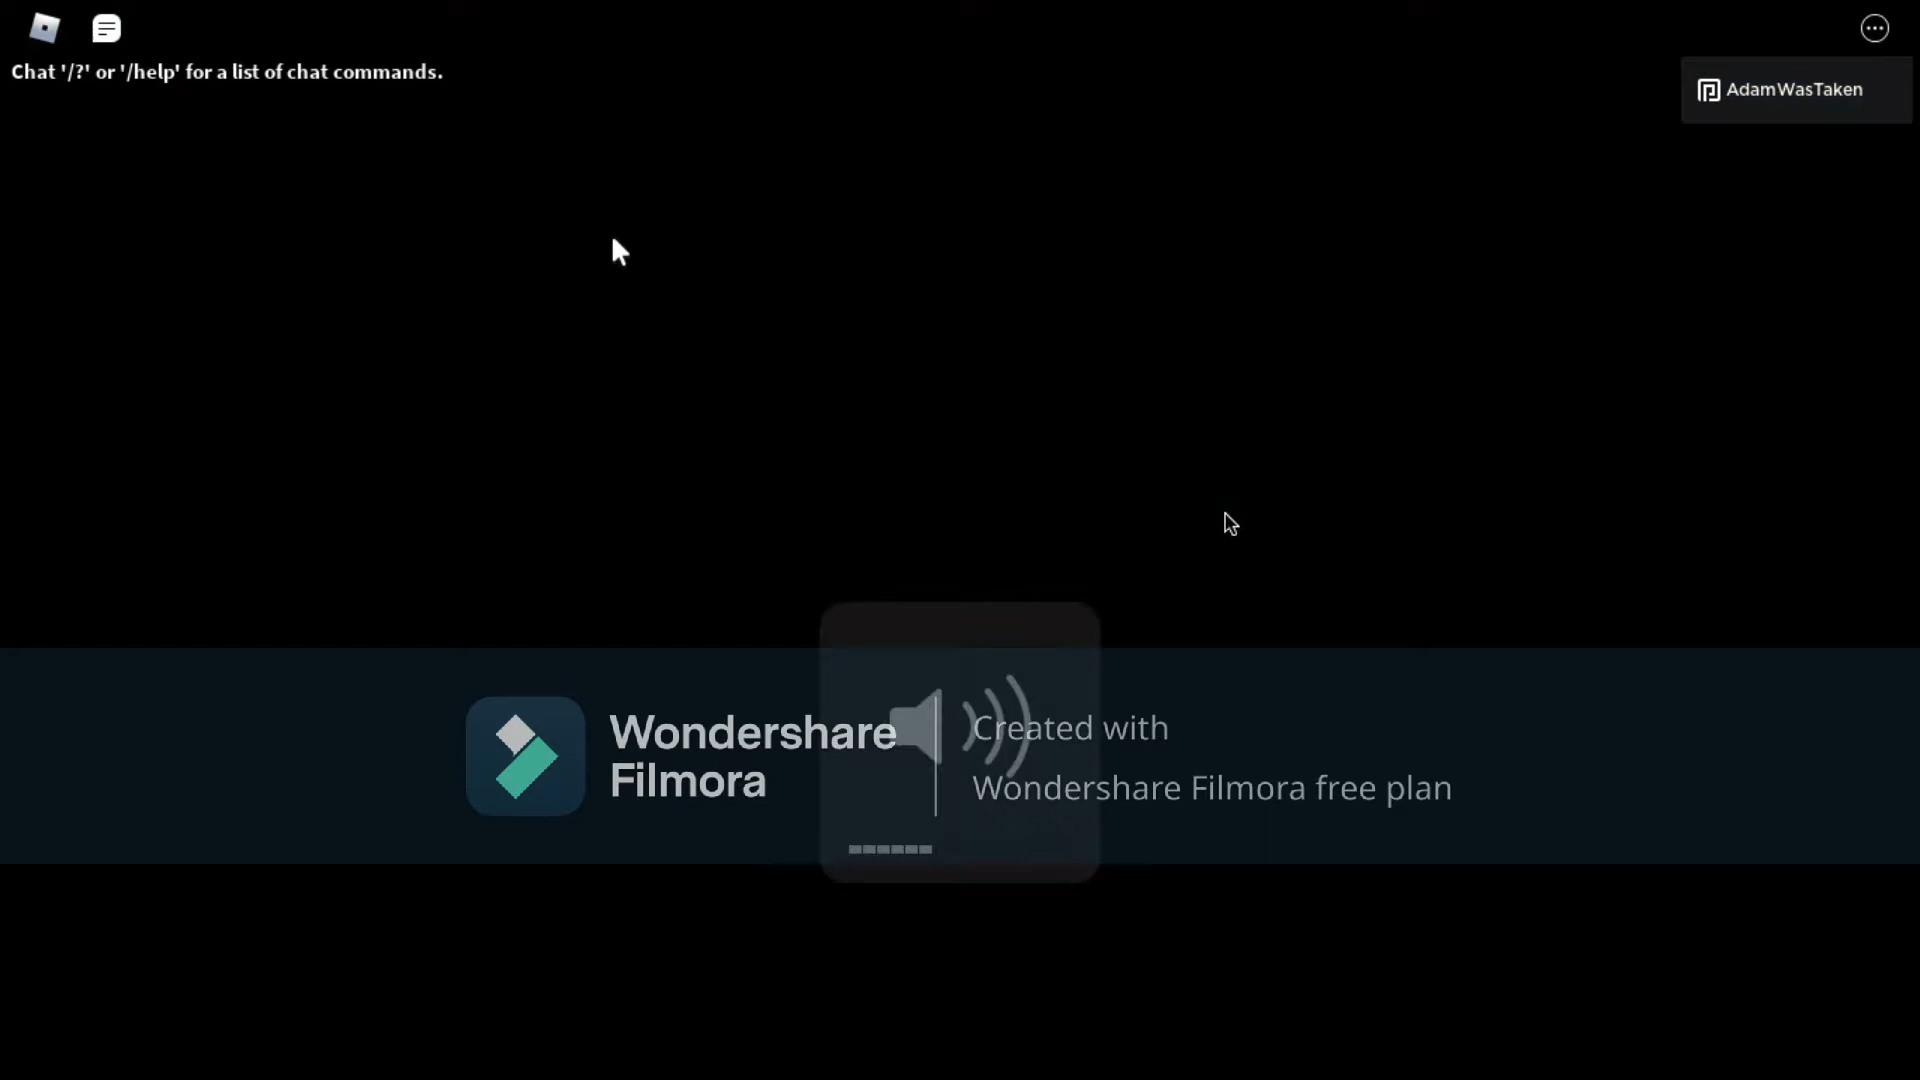 Chat '/?' or '/help' for a list of chat commands.
AdamWasTaken
Wondershare
Filmora
Created with
Wondershare Filmora free plan